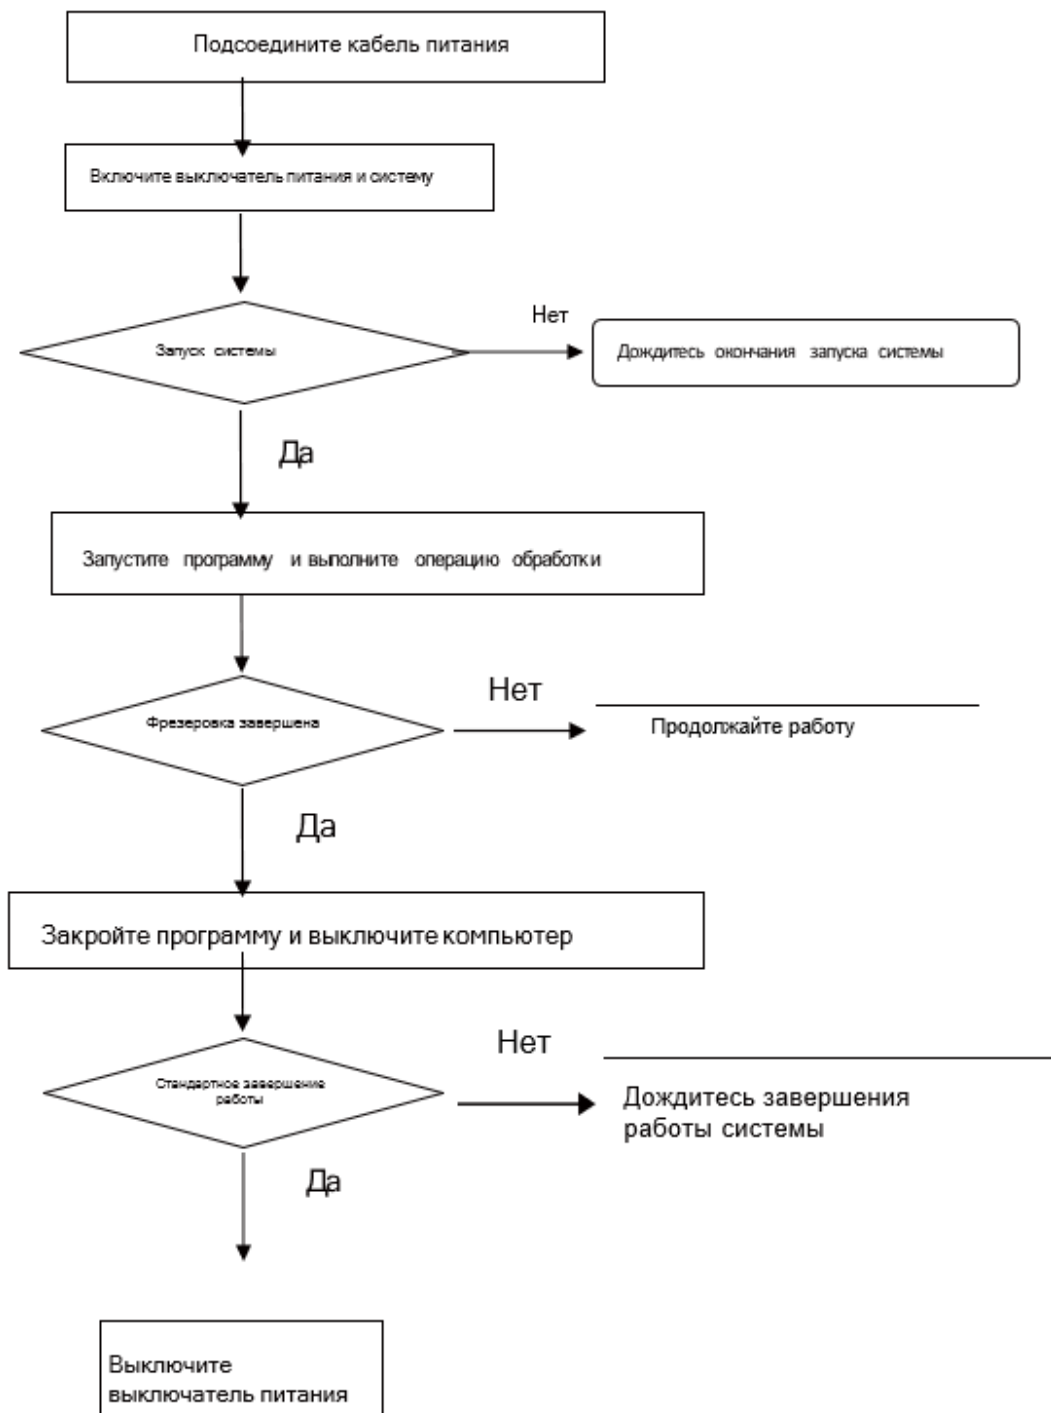 Подсоедините кабель питания
Включите выключатель питания и систему
Нет
Запуск системы
Дождитесь окончания запуска системы
Да
Запустите программу и выполните операцию обработки
Нет
Фрезеровка завершена
Продолжайте работу
Да
Закройте программу и выключите компьютер
Нет
Стандартное завершение
работы
Дождитесь завершения
работы системы
Да
Выключите
выключатель питания